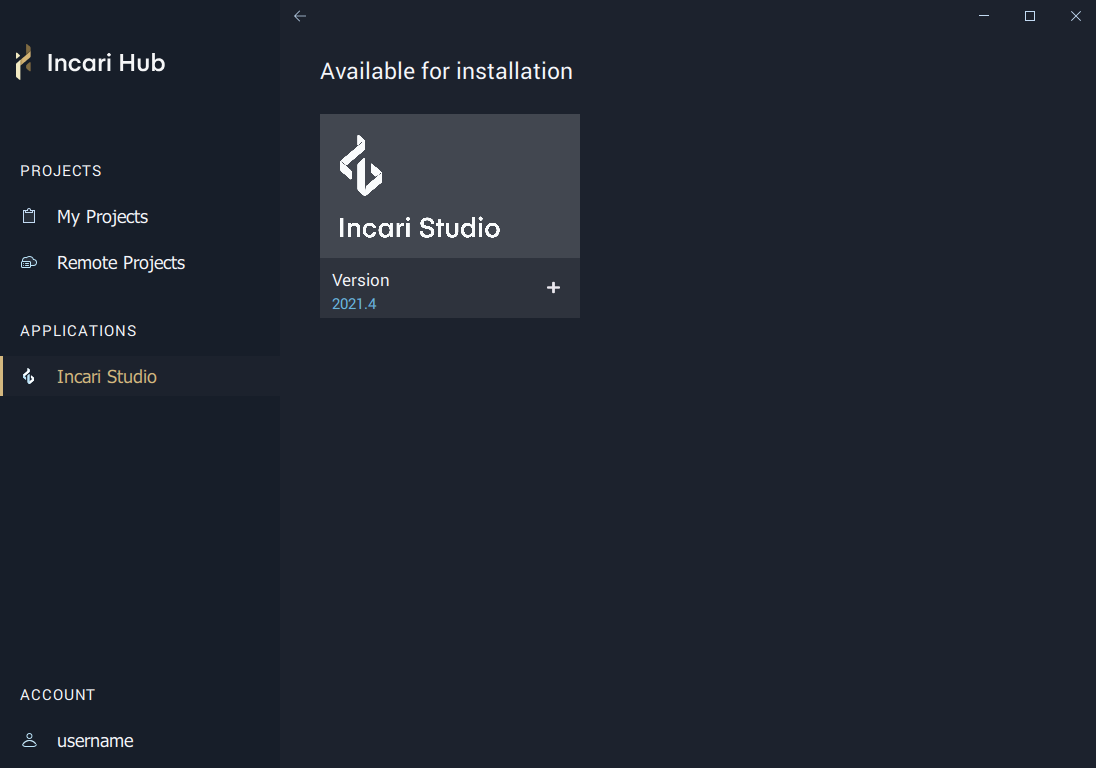 Incari Hub
PROJECTS
My Projects
Remote Projects
APPLICATIONS
Incari Studio
ACCOUNT
username
Available for installation
Incari Studio
Version
2021.4